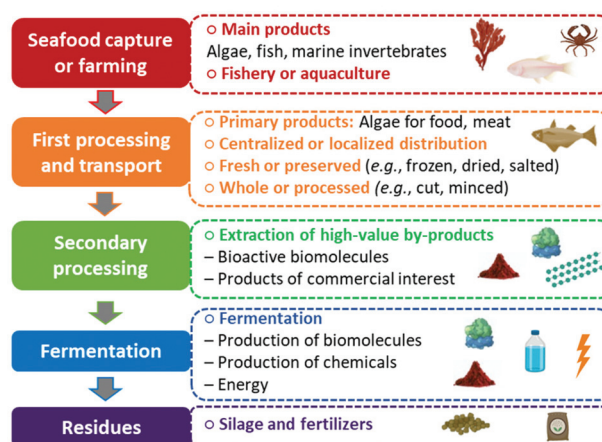 Seafood capture
or farming
○ Main products
Algae, fish, marine invertebrates
○ Fishery or aquaculture
First processing
and transport
○ Primary products: Algae for food, meat
○ Centralized or localized distribution
○ Fresh or preserved (e.g., frozen, dried, salted)
○ Whole or processed (e.g., cut, minced)
Secondary
processing
○ Extraction of high-value by-products
– Bioactive biomolecules
– Products of commercial interest
Fermentation
○ Fermentation
– Production of biomolecules
– Production of chemicals
– Energy
Residues
○ Silage and fertilizers